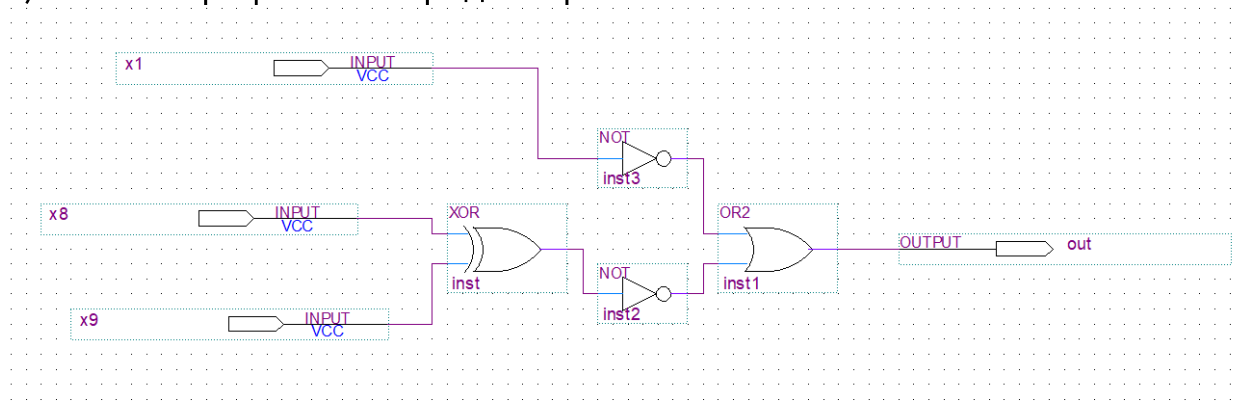 x1
INPUT
VCC
NOT
inst3
x8
INPUT
VCC
XOR
inst
OR2
inst1
OUTPUT
out
NOT
inst2
x9
INPUT
VCC